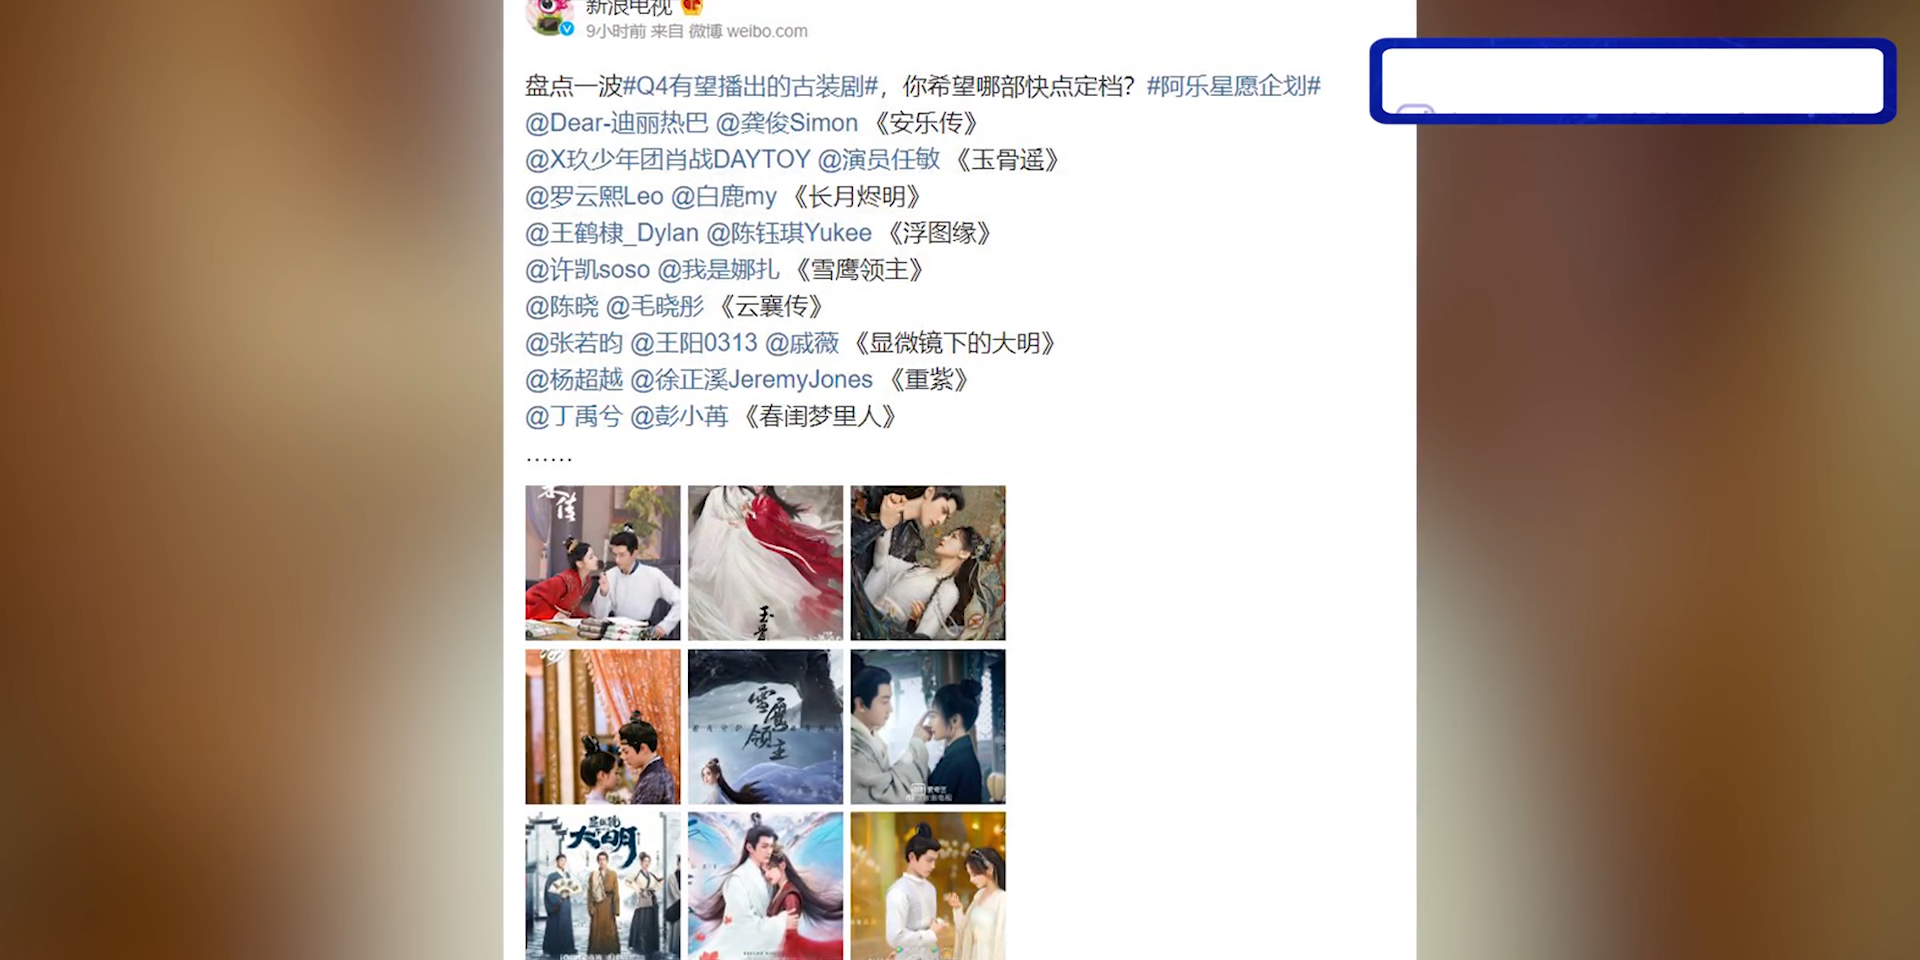 新浪电视
9小时前 来自 微博 weibo.com
盘点一波#Q4有望播出的古装剧#，你希望哪部快点定档？#阿乐星愿企划#
@Dear-迪丽热巴 @龚俊Simon 《安乐传》
@X玖少年团肖战DAYTOY @演员任敏 《玉骨遥》
@罗云熙Leo @白鹿my 《长月烬明》
@王鹤棣_Dylan @陈钰琪Yukee 《浮图缘》
@许凯soso @我是娜扎 《雪鹰领主》
@陈晓 @毛晓彤 《云襄传》
@张若昀 @王阳0313 @戚薇 《显微镜下的大明》
@杨超越 @徐正溪JeremyJones 《重紫》
@丁禹兮 @彭小苒 《春闺梦里人》
……
玉骨
雪鹰领主
显微镜下
大明